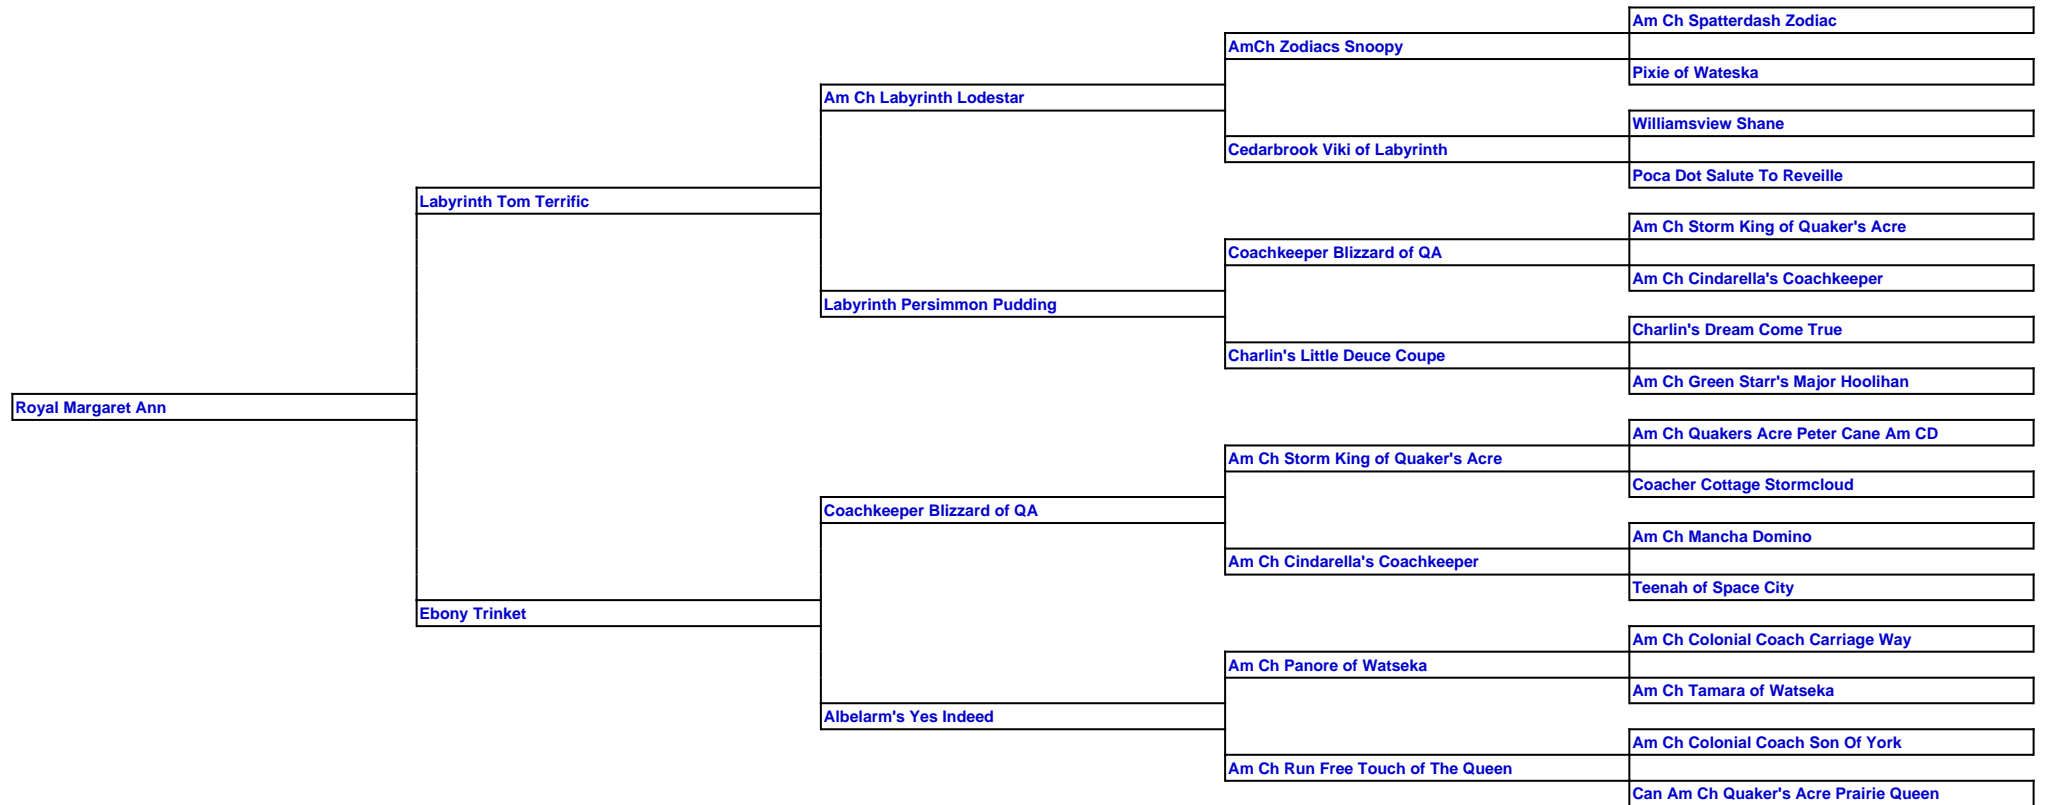 Am Ch Spatterdash Zodiac
AmCh Zodiacs Snoopy
Pixie of Wateska
Am Ch Labyrinth Lodestar
Williamsview Shane
Cedarbrook Viki of Labyrinth
Poca Dot Salute To Reveille
Labyrinth Tom Terrific
Am Ch Storm King of Quaker's Acre
Coachkeeper Blizzard of QA
Am Ch Cindarella's Coachkeeper
Labyrinth Persimmon Pudding
Charlin's Dream Come True
Charlin's Little Deuce Coupe
Am Ch Green Starr's Major Hoolihan
Royal Margaret Ann
Am Ch Quakers Acre Peter Cane Am CD
Am Ch Storm King of Quaker's Acre
Coacher Cottage Stormcloud
Coachkeeper Blizzard of QA
Am Ch Mancha Domino
Am Ch Cindarella's Coachkeeper
Teenah of Space City
Ebony Trinket
Am Ch Colonial Coach Carriage Way
Am Ch Panore of Watseka
Am Ch Tamara of Watseka
Albelarm's Yes Indeed
Am Ch Colonial Coach Son Of York
Am Ch Run Free Touch of The Queen
Can Am Ch Quaker's Acre Prairie Queen